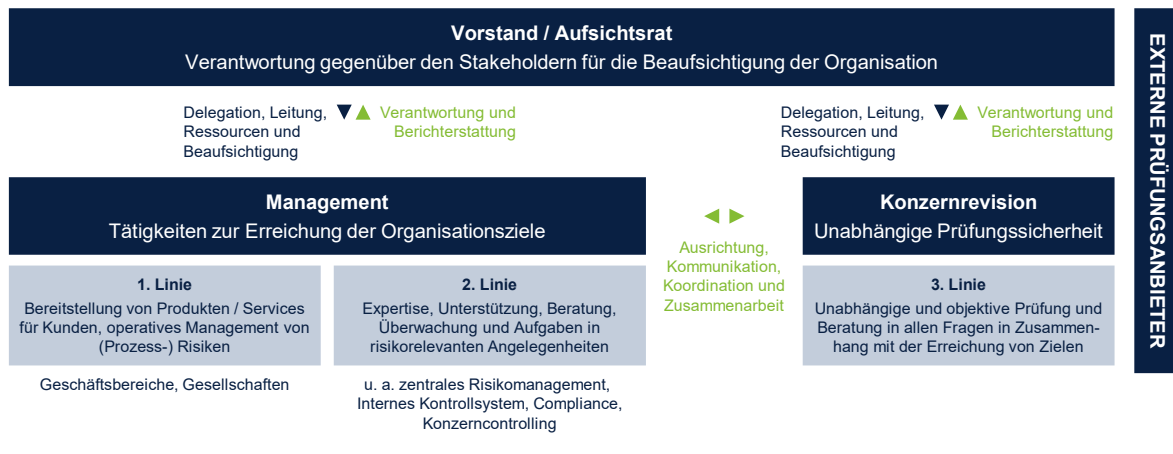 Vorstand / Aufsichtsrat
Verantwortung gegenüber den Stakeholdern für die Beaufsichtigung der Organisation
Delegation, Leitung,
Ressourcen und
Beaufsichtigung
Verantwortung und
Berichterstattung
Delegation, Leitung,
Ressourcen und
Beaufsichtigung
Verantwortung und
Berichterstattung
Management
Tätigkeiten zur Erreichung der Organisationsziele
Ausrichtung,
Kommunikation,
Koordination und
Zusammenarbeit
Konzernrevision
Unabhängige Prüfungssicherheit
1. Linie
Bereitstellung von Produkten / Services
für Kunden, operatives Management von
(Prozess-) Risiken
2. Linie
Expertise, Unterstützung, Beratung,
Überwachung und Aufgaben in
risikorelevanten Angelegenheiten
3. Linie
Unabhängige und objektive Prüfung und
Beratung in allen Fragen in Zusammen-
hang mit der Erreichung von Zielen
Geschäftsbereiche, Gesellschaften
u. a. zentrales Risikomanagement,
Internes Kontrollsystem, Compliance,
Konzerncontrolling
EXTERNE PRÜFUNGSANBIETER